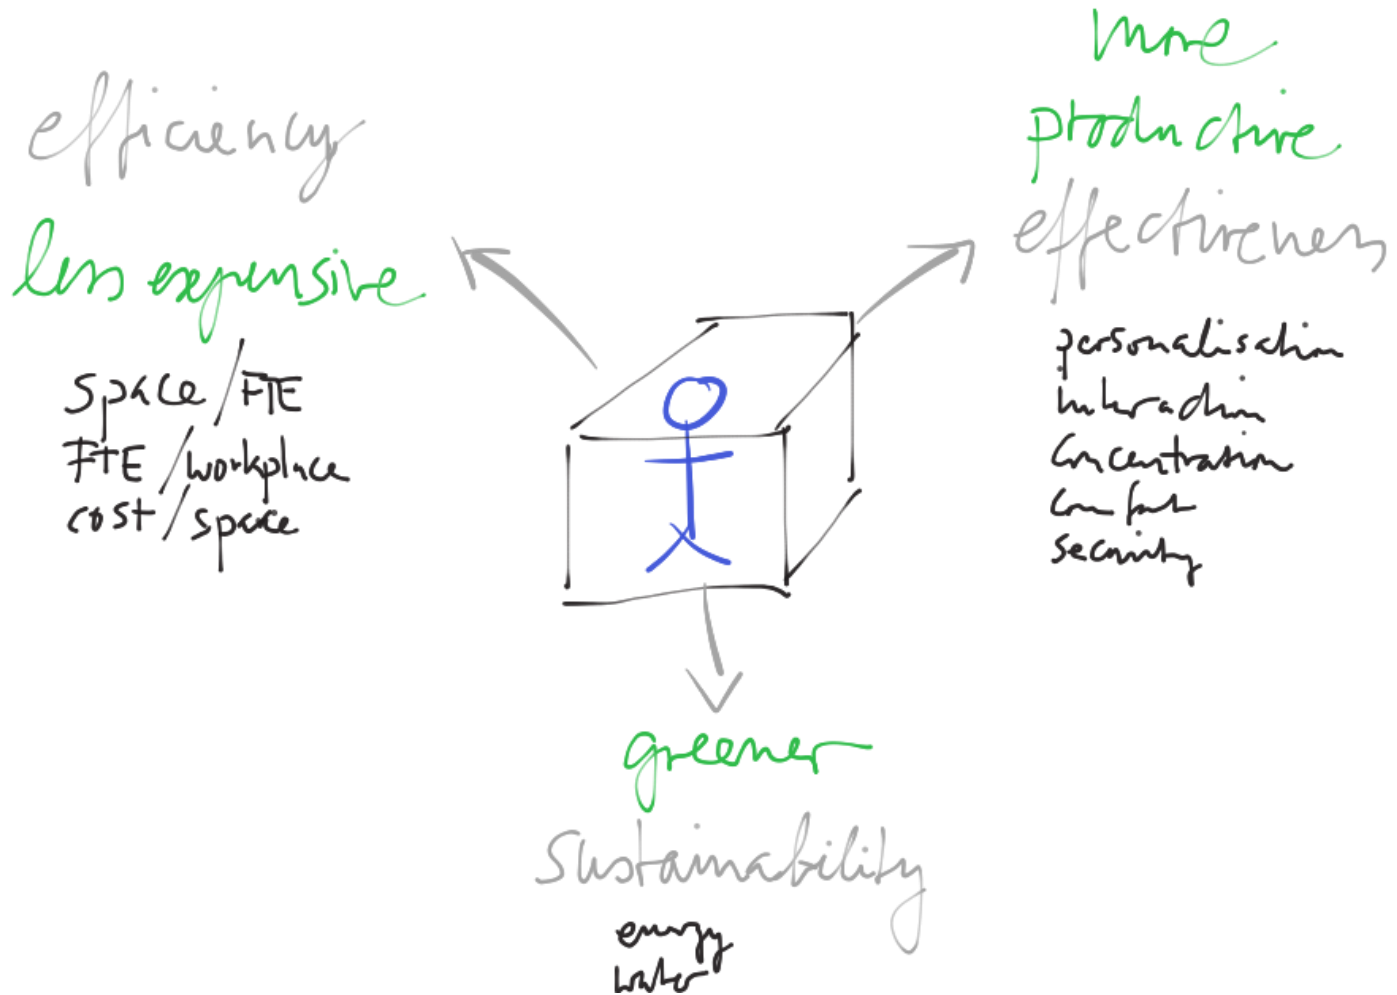 efficiency
less expensive
space / FTE
FTE / workplace
cost / space
more
productive
effectiveness
personalisation
interaction
concentration
comfort
security
greener
sustainability
energy
water